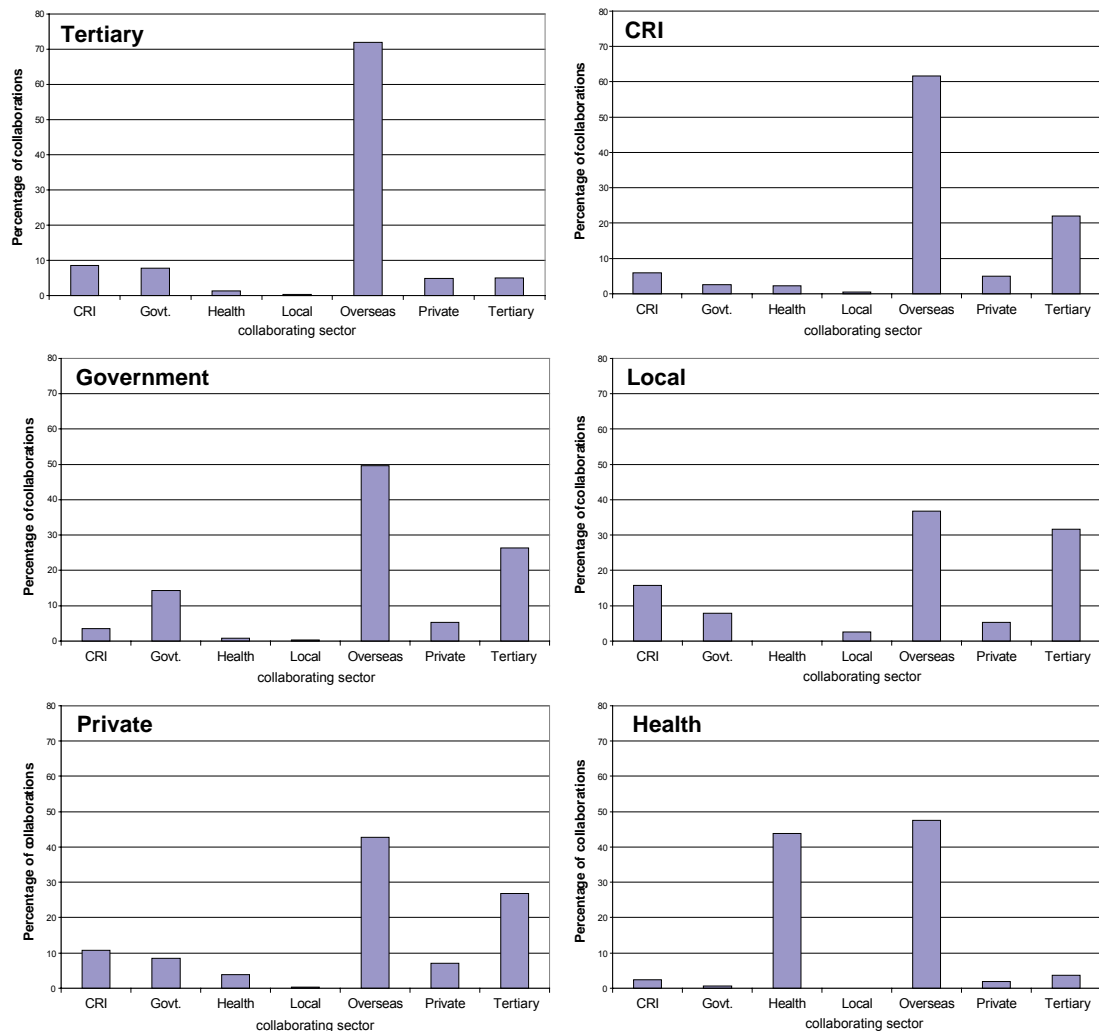 Tertiary
Percentage of collaborations
80
70
60
50
40
30
20
10
0
CRI Govt. Health Local Overseas Private Tertiary
collaborating sector
CRI
Percentage of collaborations
80
70
60
50
40
30
20
10
0
CRI Govt. Health Local Overseas Private Tertiary
collaborating sector
Government
Percentage of collaborations
80
70
60
50
40
30
20
10
0
CRI Govt. Health Local Overseas Private Tertiary
collaborating sector
Local
Percentage of collaborations
80
70
60
50
40
30
20
10
0
CRI Govt. Health Local Overseas Private Tertiary
collaborating sector
Private
Percentage of collaborations
80
70
60
50
40
30
20
10
0
CRI Govt. Health Local Overseas Private Tertiary
collaborating sector
Health
Percentage of collaborations
80
70
60
50
40
30
20
10
0
CRI Govt. Health Local Overseas Private Tertiary
collaborating sector